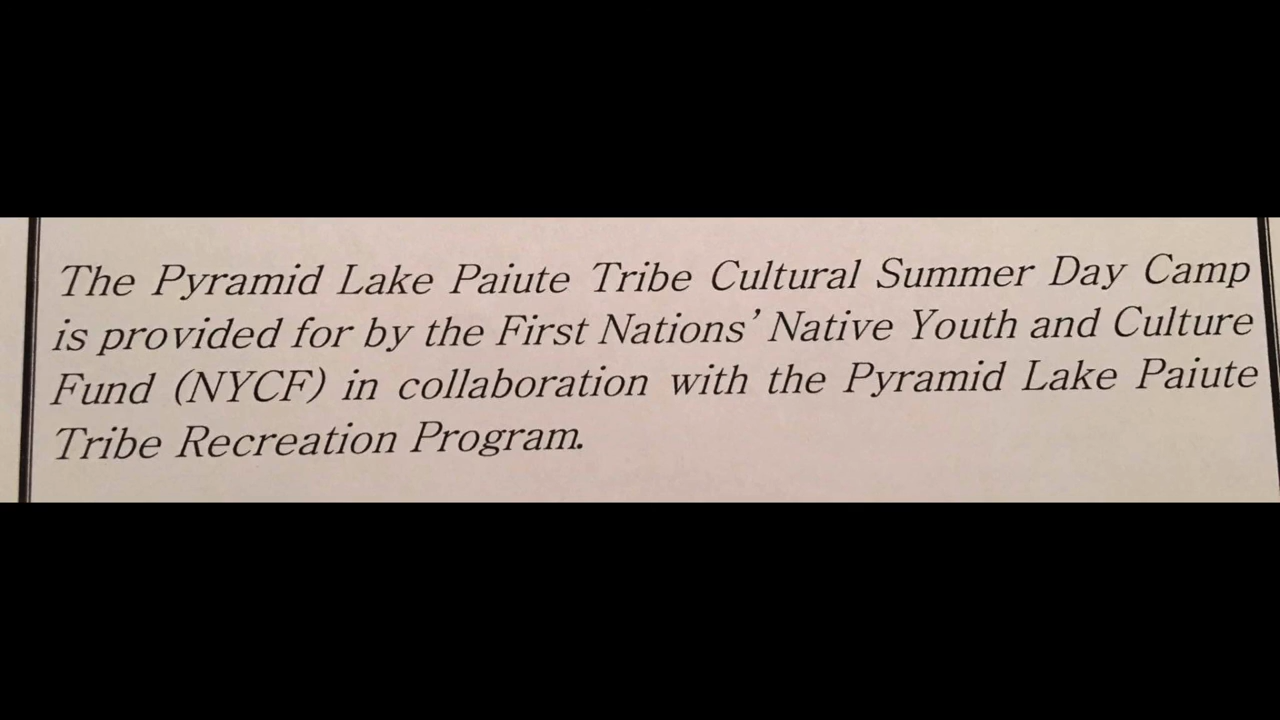 The Pyramid Lake Paiute Tribe Cultural Summer Day Camp
is provided for by the First Nations' Native Youth and Culture
Fund (NYCF) in collaboration with the Pyramid Lake Paiute
Tribe Recreation Program.